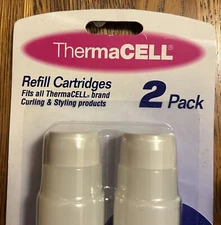 ThermaCELL®
Refill Cartridges
Fits all ThermaCELL® brand
Curling & Styling products
2 Pack